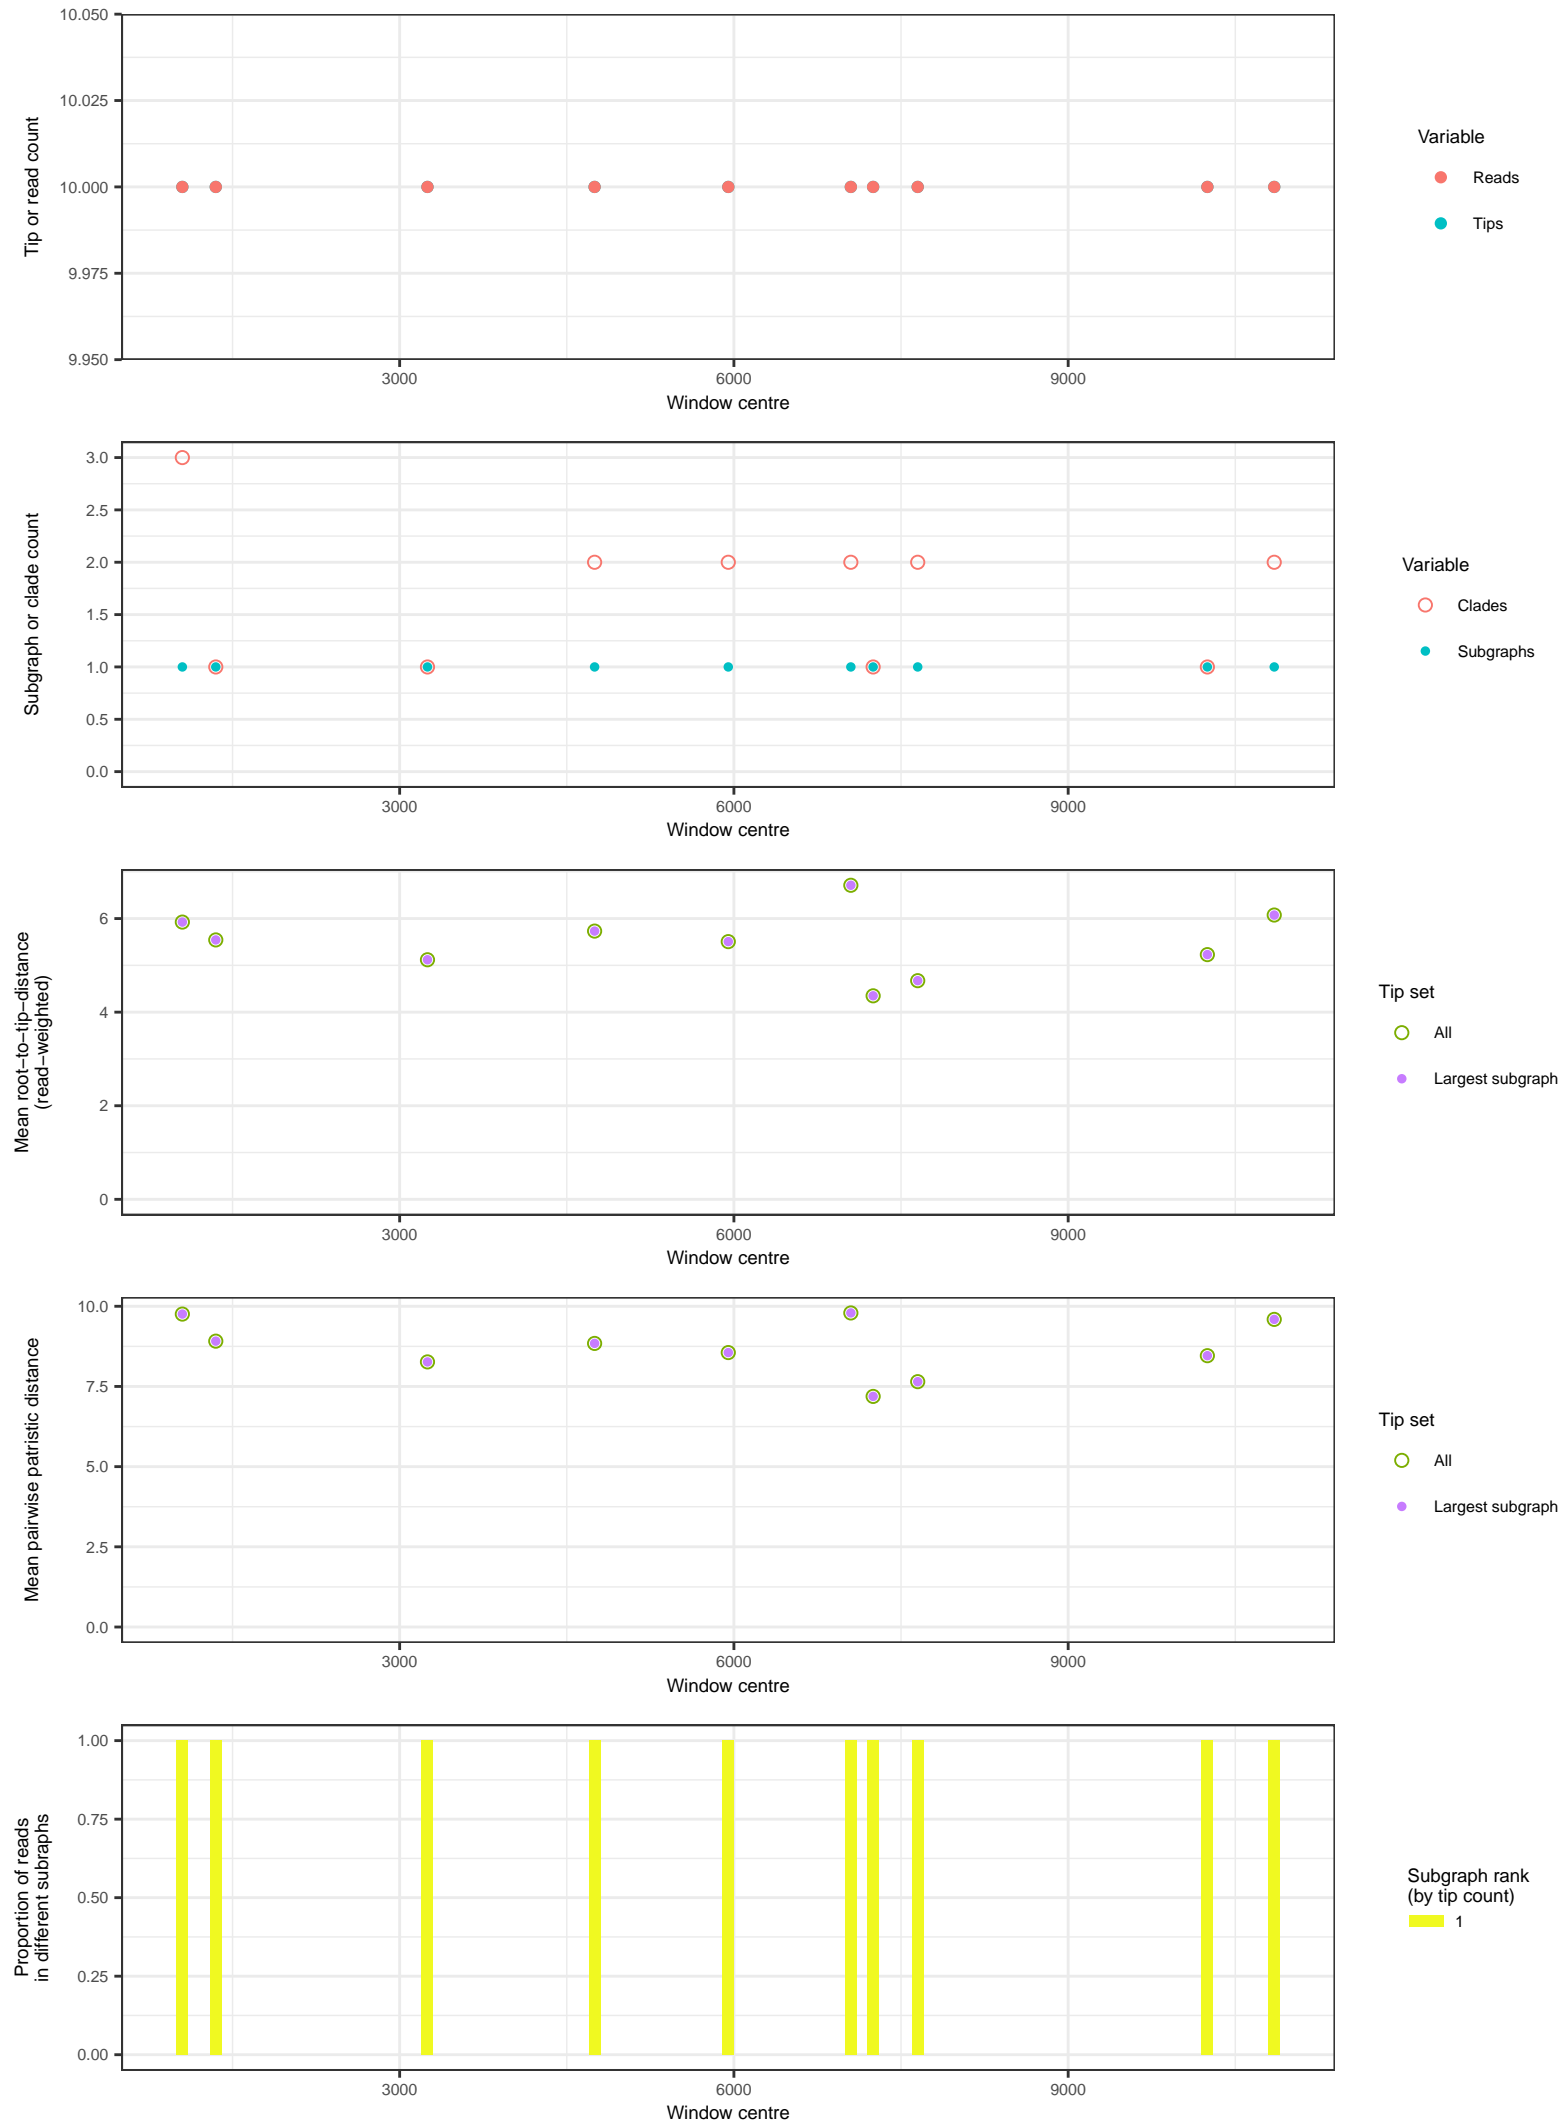 10.050
10.025
10.000
9.975
9.950
Tip or read count
3000
6000
9000
Window centre
Variable
Reads
Tips
3.0
2.5
2.0
1.5
1.0
0.5
0.0
Subgraph or clade count
3000
6000
9000
Window centre
Variable
Clades
Subgraphs
6
4
2
0
Mean root−to−tip−distance
(read−weighted)
3000
6000
9000
Window centre
Tip set
All
Largest subgraph
10.0
7.5
5.0
2.5
0.0
Mean pairwise patristic distance
3000
6000
9000
Window centre
Tip set
All
Largest subgraph
1.00
0.75
0.50
0.25
0.00
Proportion of reads
in different subraphs
3000
6000
9000
Window centre
Subgraph rank
(by tip count)
1